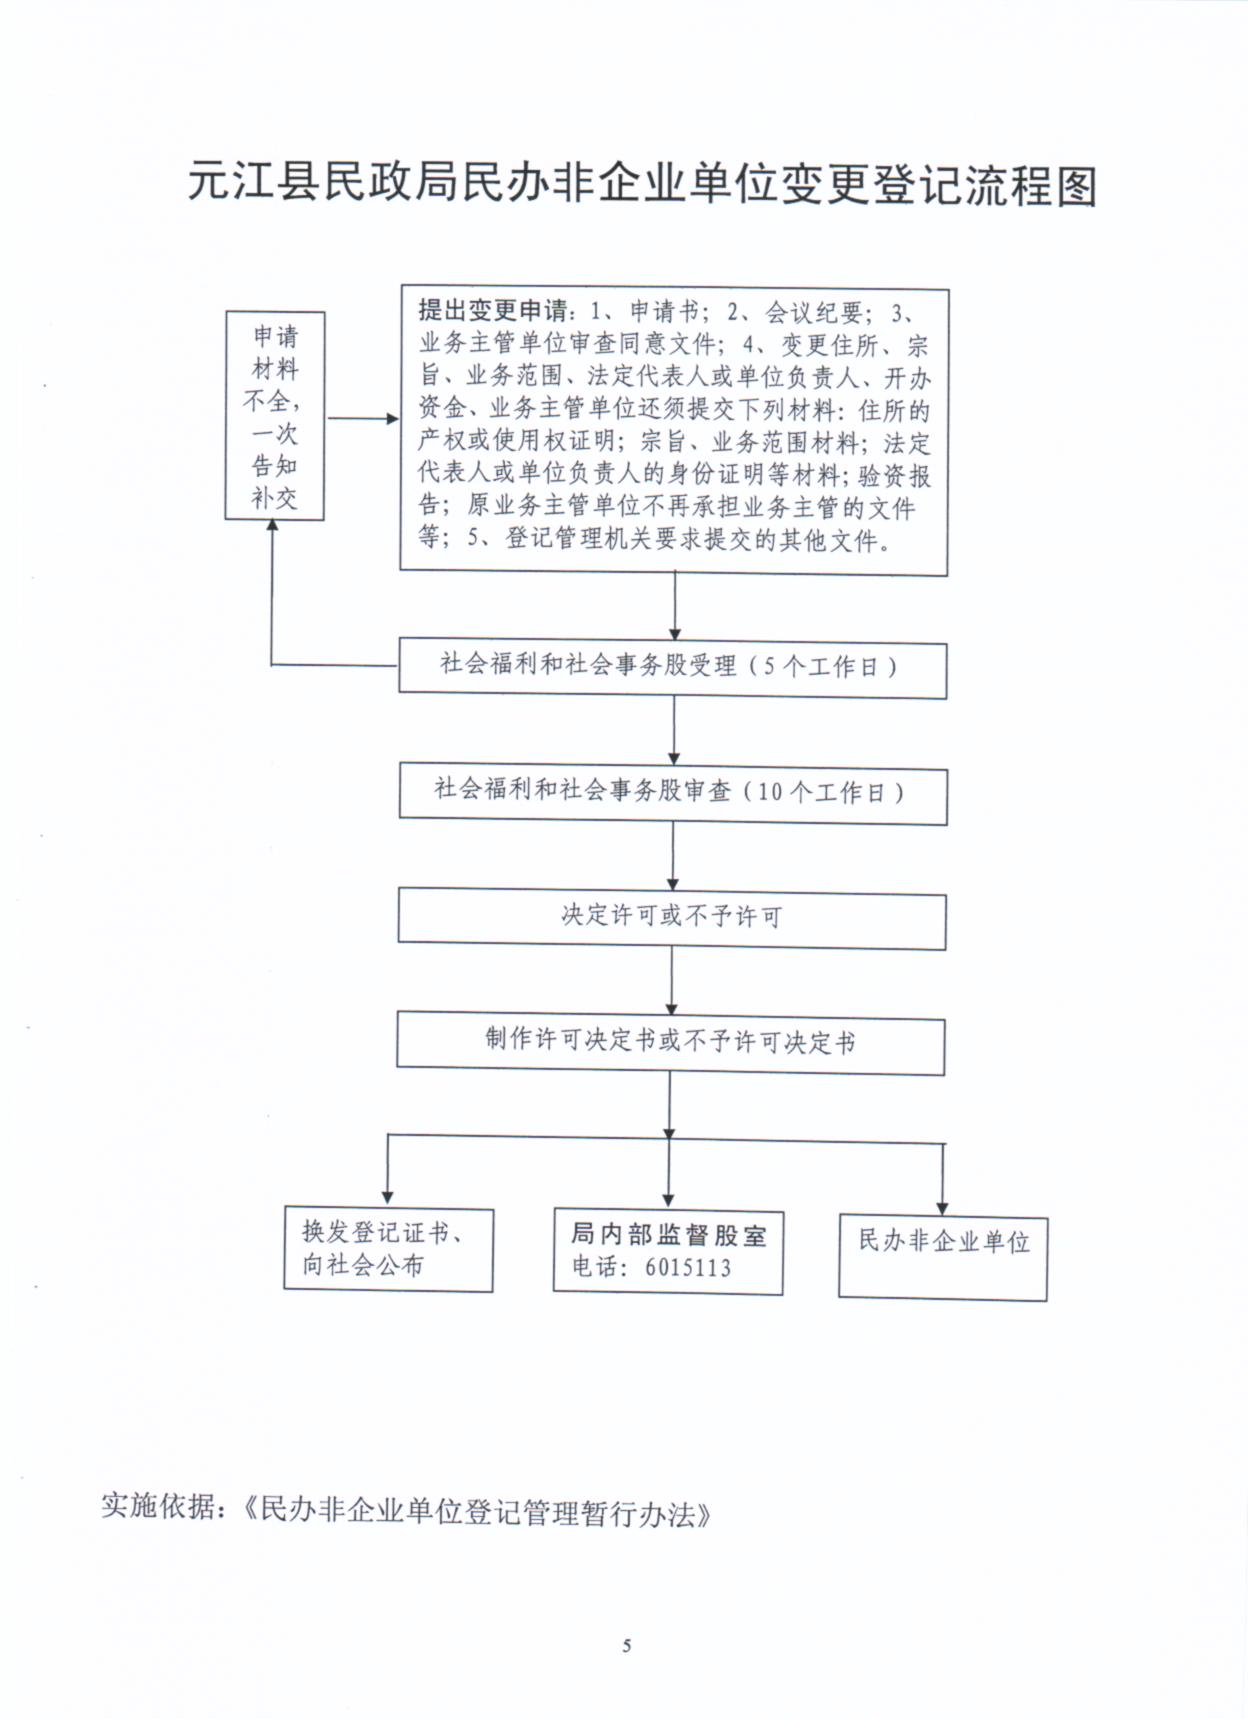 元江县民政局民办非企业单位变更登记流程图
申请
材料
不全，
一次
告知
补交
提出变更申请：1、申请书；2、会议纪要；3、
业务主管单位审查同意文件；4、变更住所、宗
旨、业务范围、法定代表人或单位负责人、开办
资金、业务主管单位还须提交下列材料：住所的
产权或使用权证明；宗旨、业务范围材料；法定
代表人或单位负责人的身份证明等材料；验资报
告；原业务主管单位不再承担业务主管的文件
等；5、登记管理机关要求提交的其他文件。
社会福利和社会事务股受理（5个工作日）
社会福利和社会事务股审查（10个工作日）
决定许可或不予许可
制作许可决定书或不予许可决定书
换发登记证书、
向社会公布
局内部监督股室
电话：6015113
民办非企业单位
实施依据：《民办非企业单位登记管理暂行办法》
5